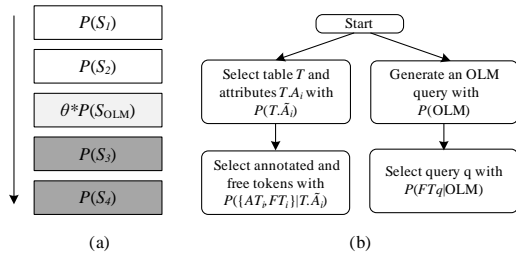 P(S1)
P(S2)
θ*P(SOLM)
P(S3)
P(S4)
(a)
Start
Select table T and
attributes T.Ai with
P(T.Āi)
Select annotated and
free tokens with
P({ATi,FTi}|T.Āi)
Generate an OLM
query with
P(OLM)
Select query q with
P(FTq|OLM)
(b)